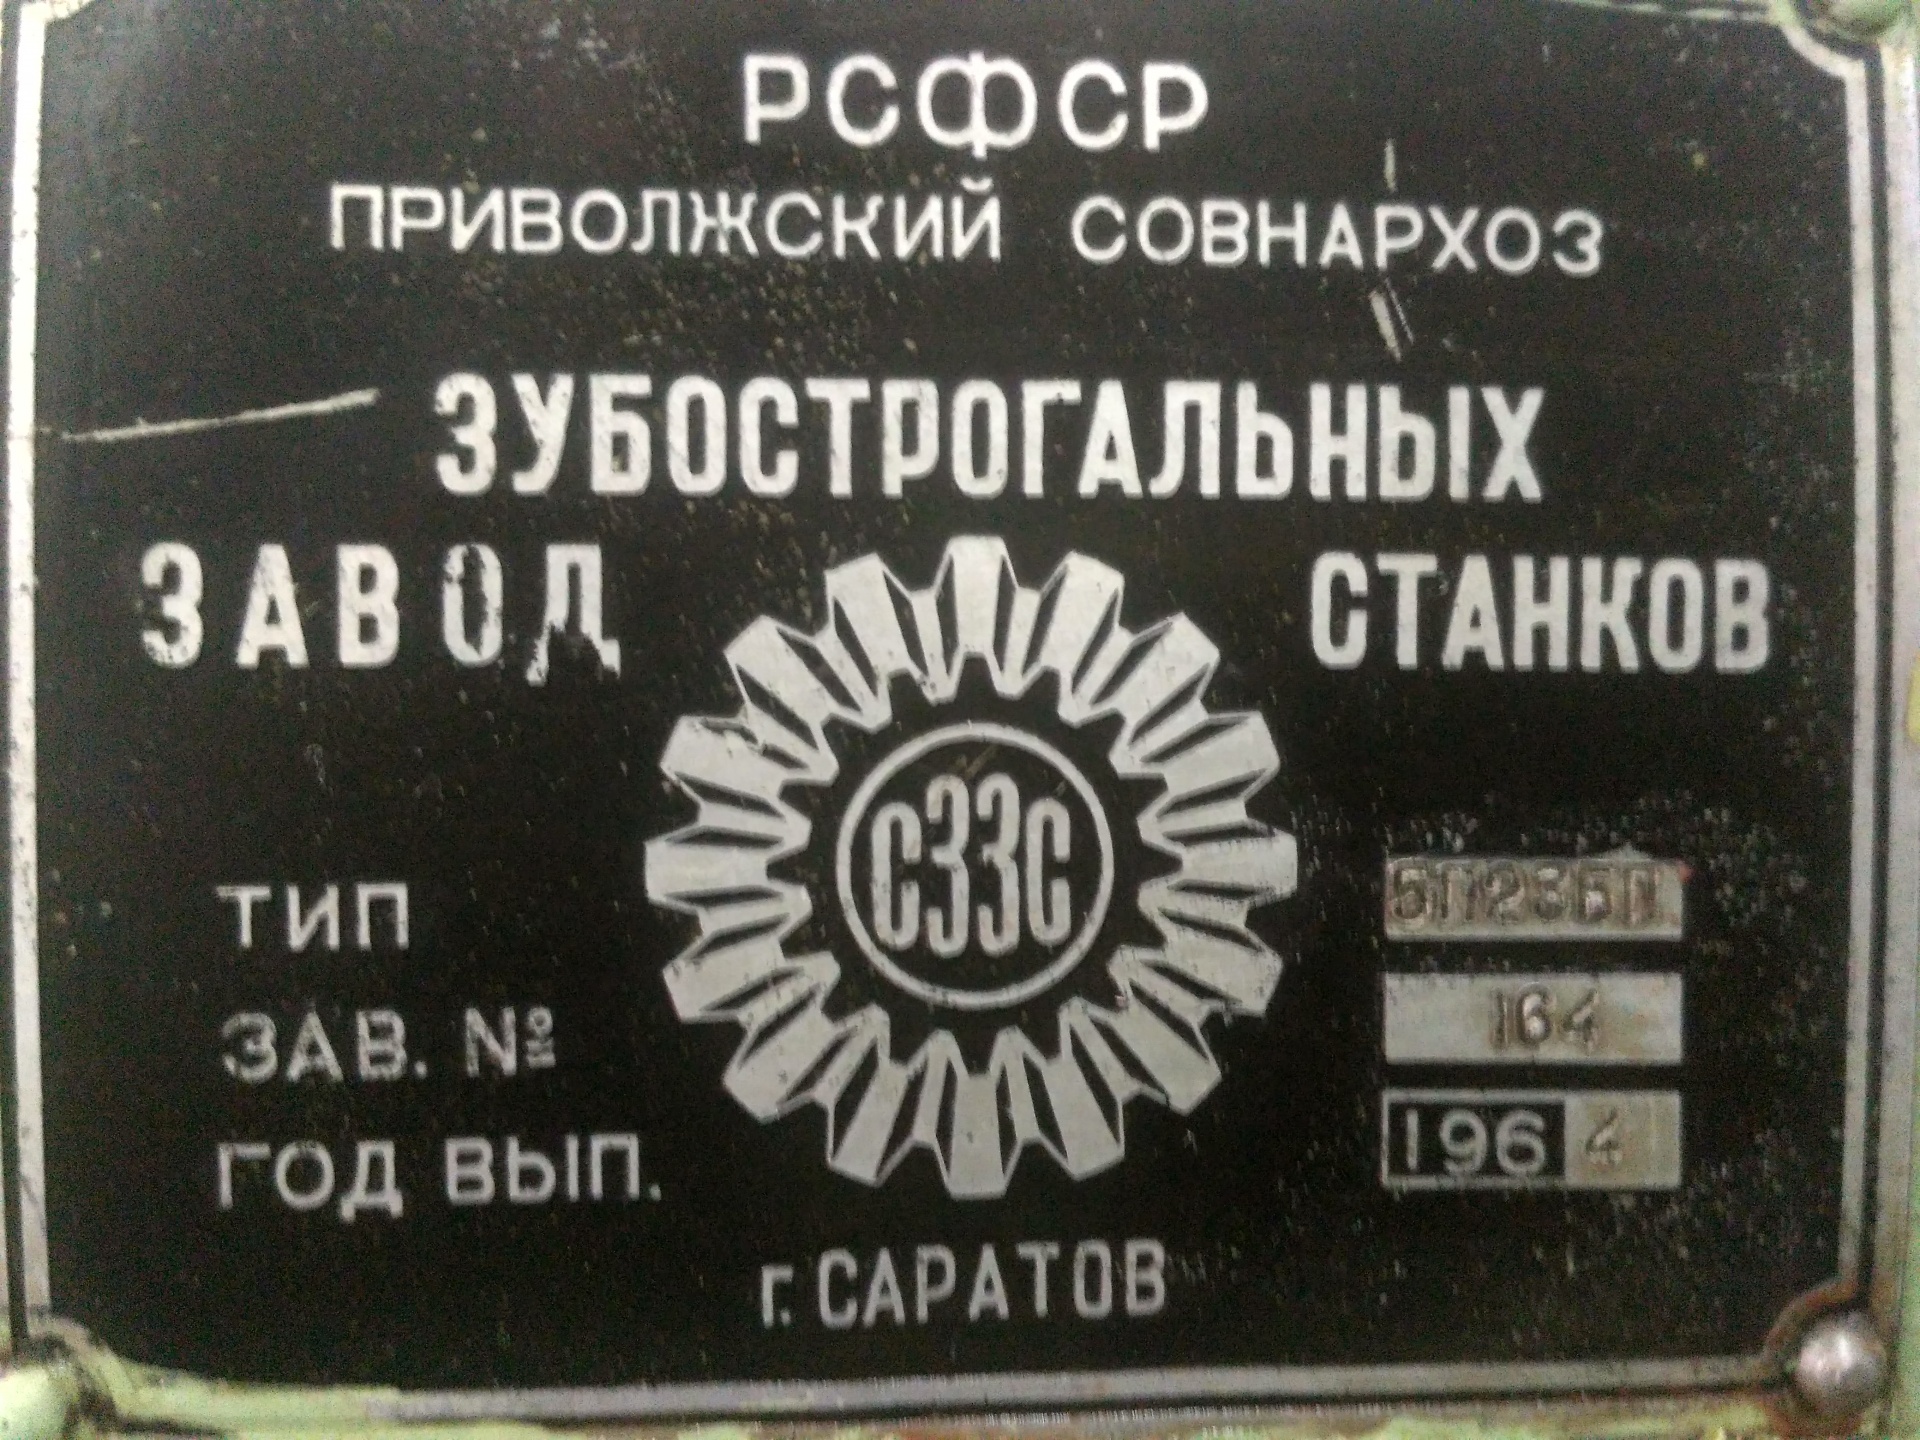 РСФСР
ПРИВОЛЖСКИЙ СОВНАРХОЗ
ЗУБОСТРОГАЛЬНЫХ
ЗАВОД СТАНКОВ
СЗЗС
ТИП 5П23БП
ЗАВ. № 164
ГОД ВЫП. 1964
г. САРАТОВ